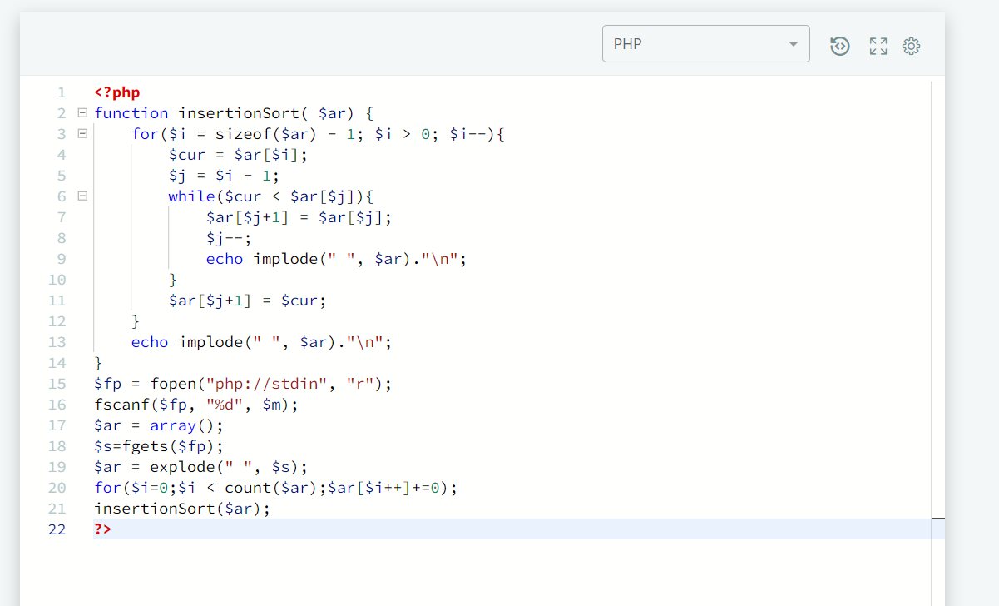 PHP
1 <?php
2 function insertionSort( $ar) {
3     for($i = sizeof($ar) - 1; $i > 0; $i--){
4         $cur = $ar[$i];
5         $j = $i - 1;
6         while($cur < $ar[$j]){
7             $ar[$j+1] = $ar[$j];
8             $j--;
9             echo implode(" ", $ar)."\n";
10         }
11         $ar[$j+1] = $cur;
12     }
13     echo implode(" ", $ar)."\n";
14 }
15 $fp = fopen("php://stdin", "r");
16 fscanf($fp, "%d", $m);
17 $ar = array();
18 $s=fgets($fp);
19 $ar = explode(" ", $s);
20 for($i=0;$i < count($ar);$ar[$i++]+=0);
21 insertionSort($ar);
22 ?>